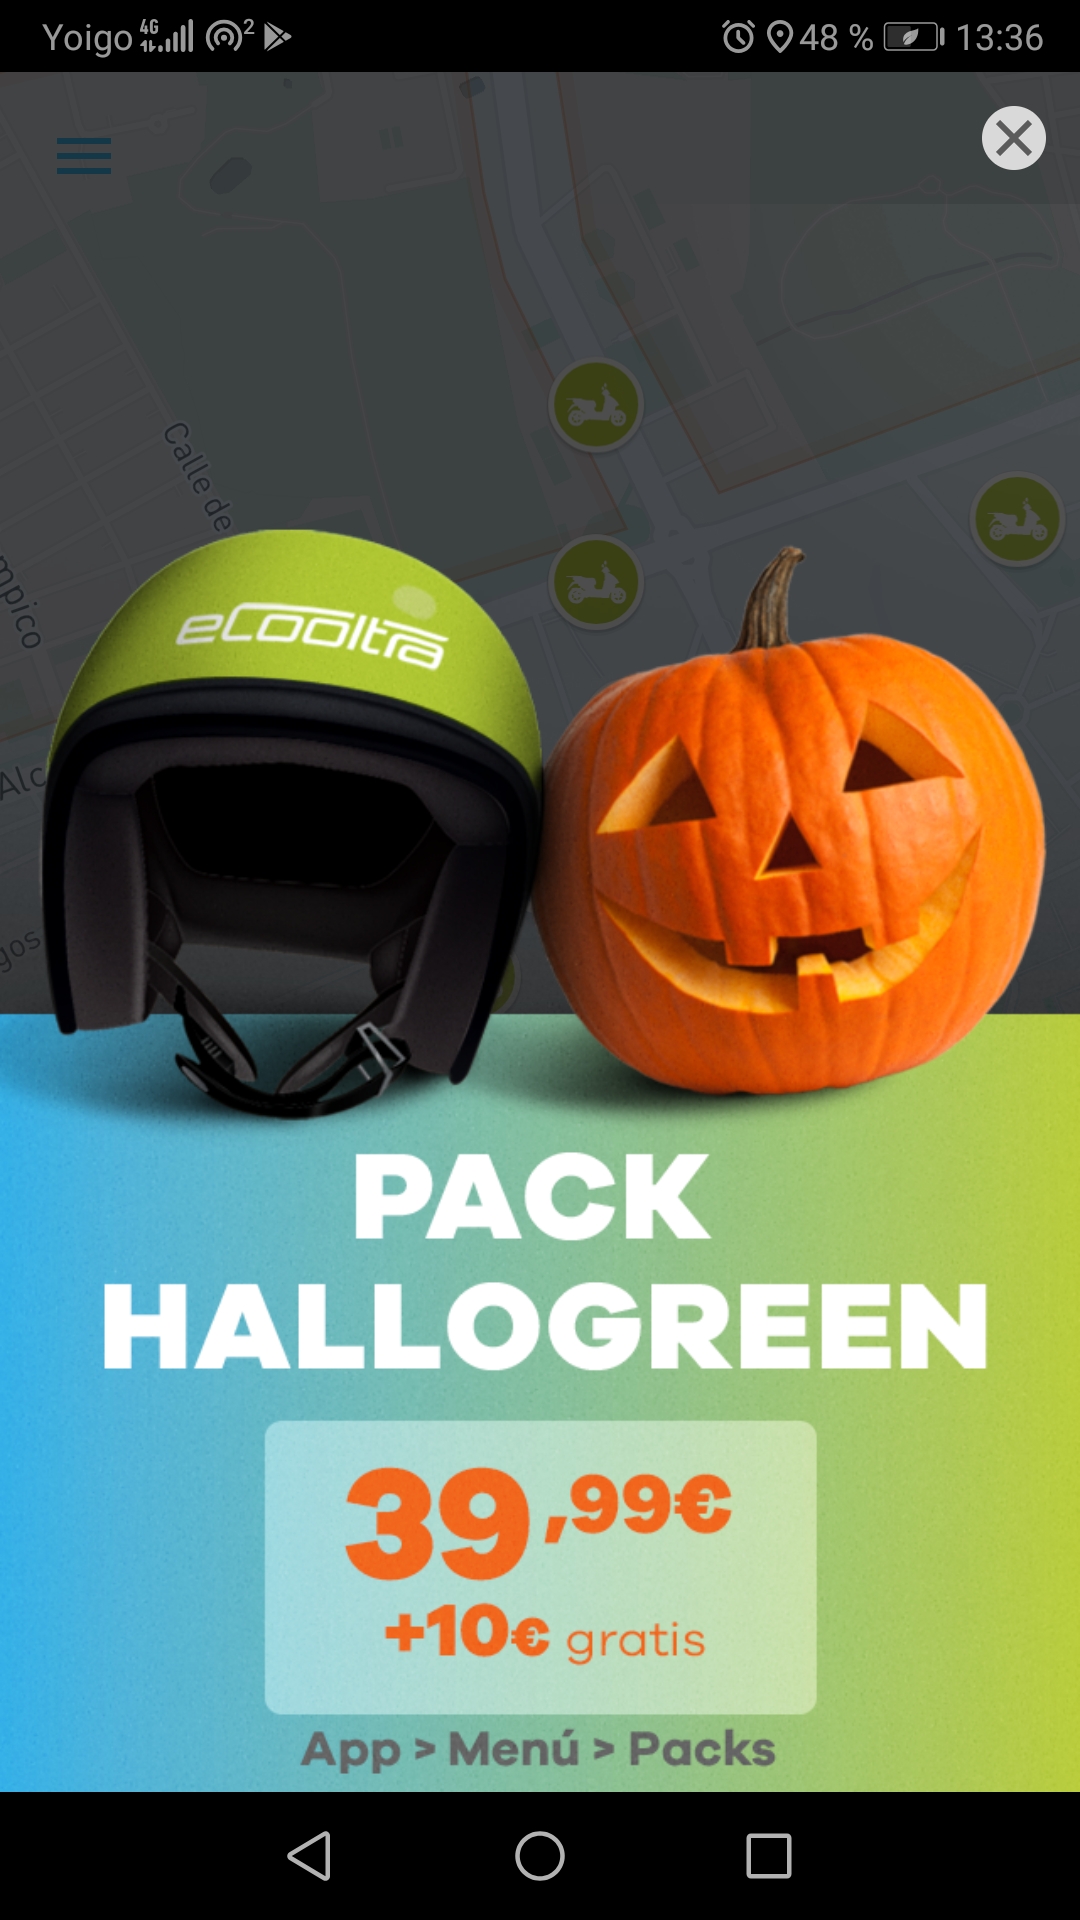 Yoigo 4G 2 48 % 13:36
Calle de
mpico
eCooltra
Alc
gos
PACK
HALLOGREEN
39,99€
+10€ gratis
App > Menú > Packs